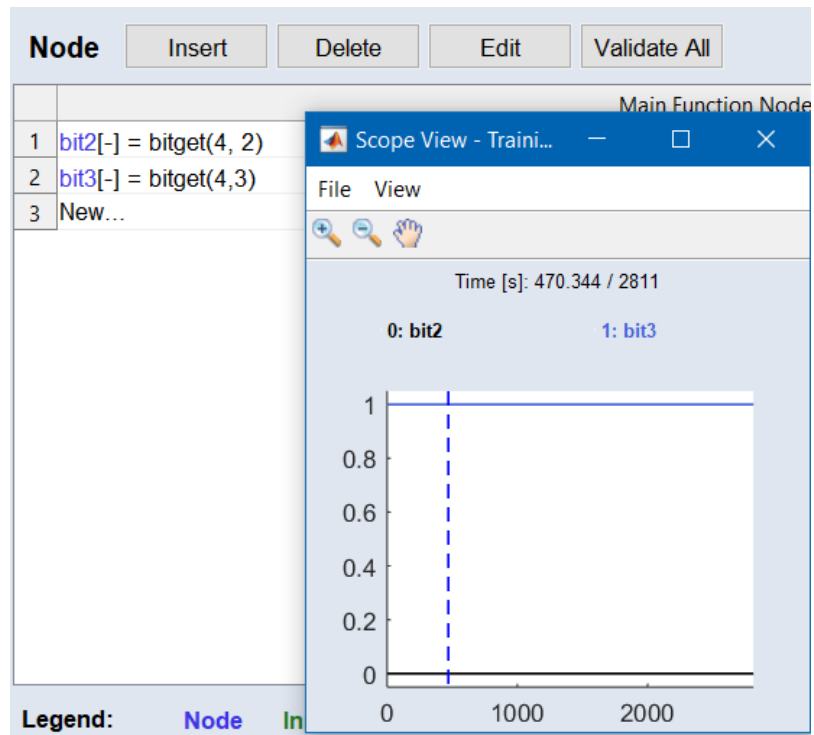 Node Insert Delete Edit Validate All
Main Function Node
1 bit2[-] = bitget(4, 2)
2 bit3[-] = bitget(4,3)
3 New...
Scope View - Traini...
File View
Time [s]: 470.344 / 2811
0: bit2 1: bit3
1
0.8
0.6
0.4
0.2
0
0 1000 2000
Legend: Node In